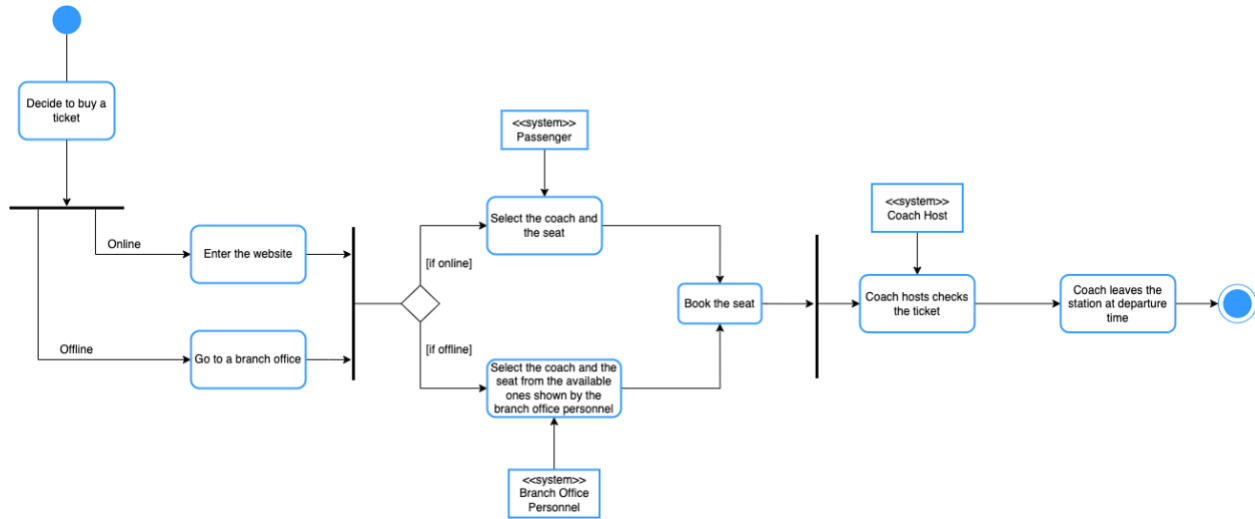 Decide to buy a
ticket
Online
Offline
Enter the website
Go to a branch office
[if online]
[if offline]
<<system>>
Passenger
Select the coach and
the seat
Select the coach and the
seat from the available
ones shown by the
branch office personnel
<<system>>
Branch Office
Personnel
Book the seat
<<system>>
Coach Host
Coach hosts checks
the ticket
Coach leaves the
station at departure
time